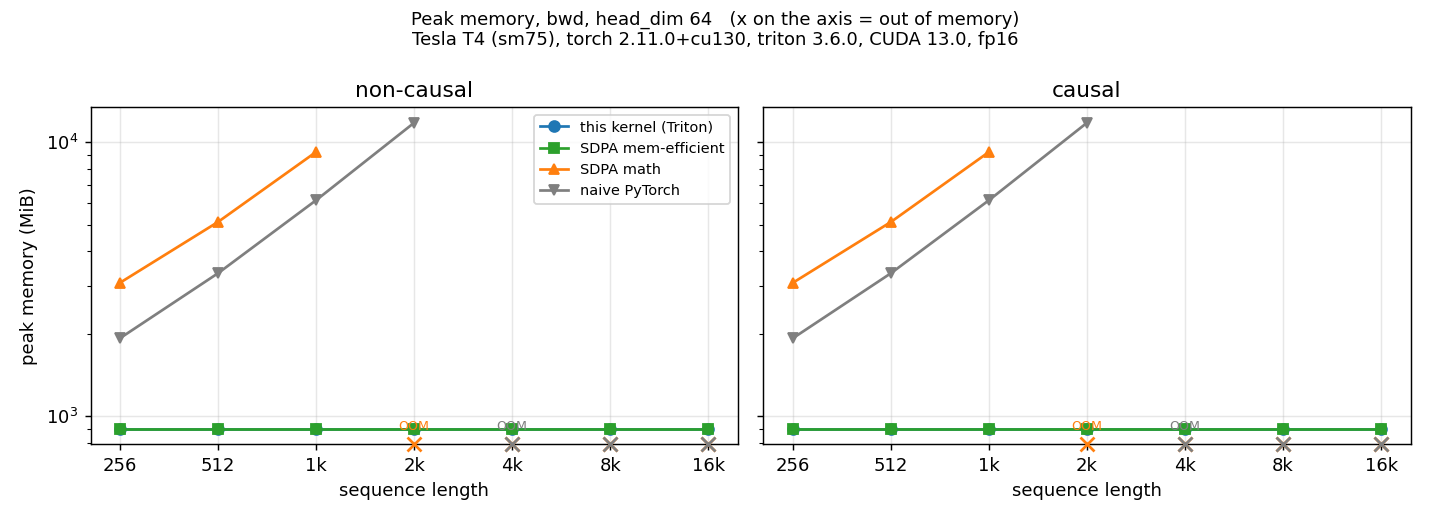 Peak memory, bwd, head_dim 64   (x on the axis = out of memory)
Tesla T4 (sm75), torch 2.11.0+cu130, triton 3.6.0, CUDA 13.0, fp16
non-causal
causal
this kernel (Triton)
SDPA mem-efficient
SDPA math
naive PyTorch
peak memory (MiB)
10⁴
10³
OOM
OOM
OOM
OOM
256 512 1k 2k 4k 8k 16k
256 512 1k 2k 4k 8k 16k
sequence length
sequence length